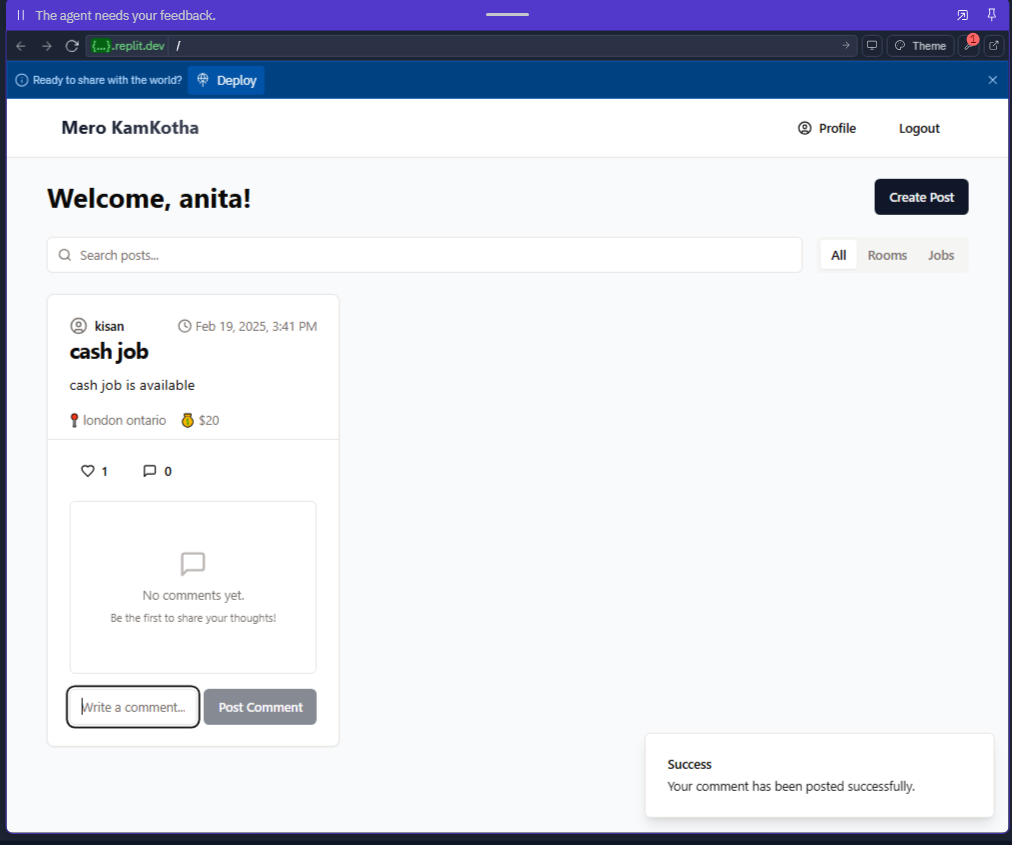 The agent needs your feedback.
{...}.replit.dev /
Theme
1
Ready to share with the world? Deploy
Mero KamKotha
Profile
Logout
Welcome, anita!
Create Post
Search posts...
All Rooms Jobs
kisan
Feb 19, 2025, 3:41 PM
cash job
cash job is available
london ontario $20
1 0
No comments yet.
Be the first to share your thoughts!
Write a comment... Post Comment
Success
Your comment has been posted successfully.